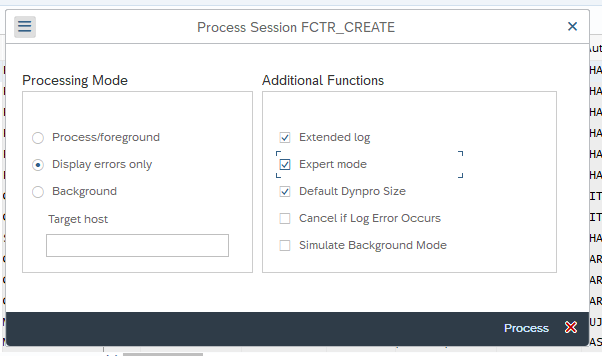 Process Session FCTR_CREATE
Processing Mode
Process/foreground
Display errors only
Background
Target host
Additional Functions
Extended log
Expert mode
Default Dynpro Size
Cancel if Log Error Occurs
Simulate Background Mode
Process